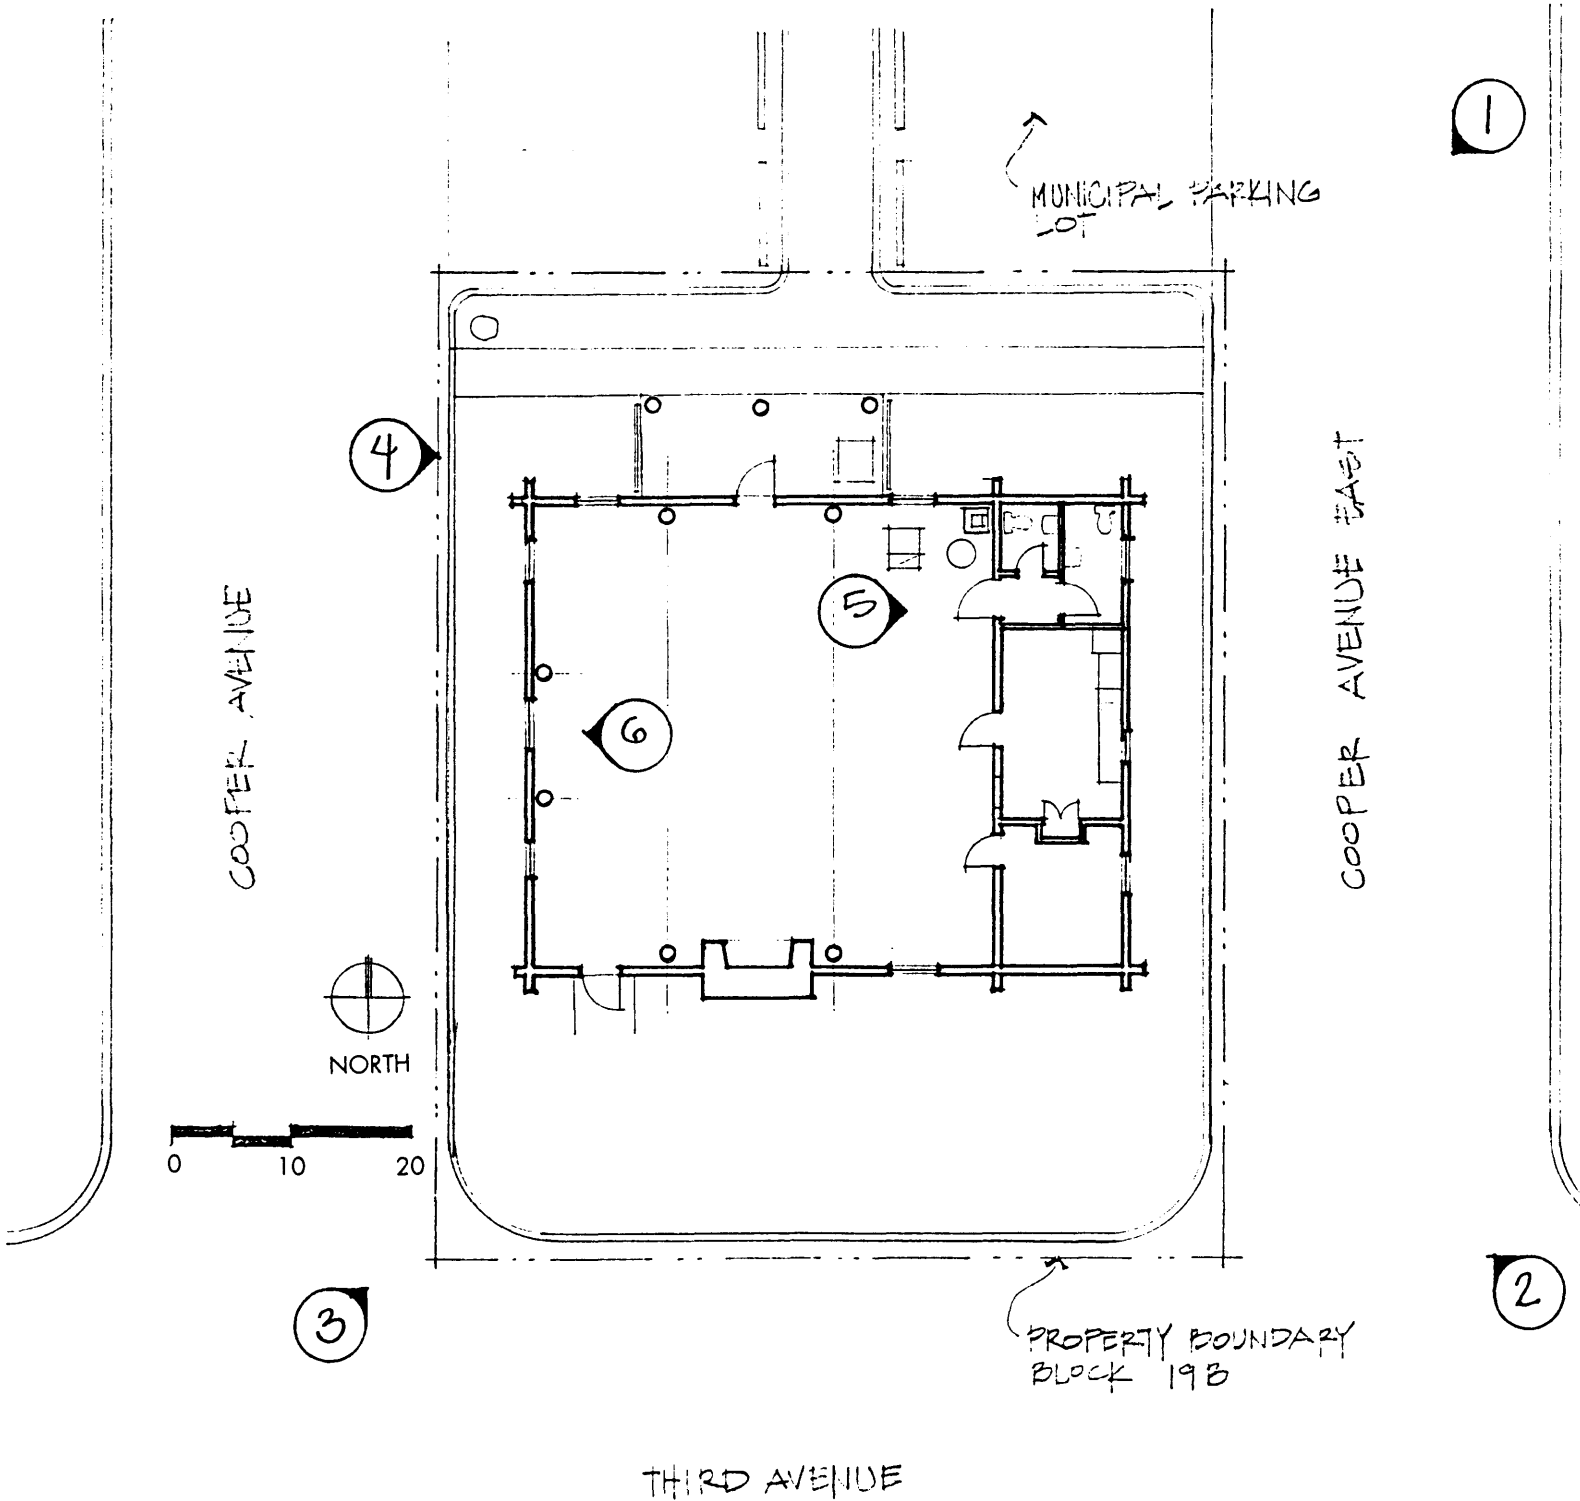 1
MUNICIPAL PARKING
LOT
4
5
6
COOPER AVENUE
COOPER AVENUE EAST
NORTH
0 10 20
3
2
PROPERTY BOUNDARY
BLOCK 19B
THIRD AVENUE